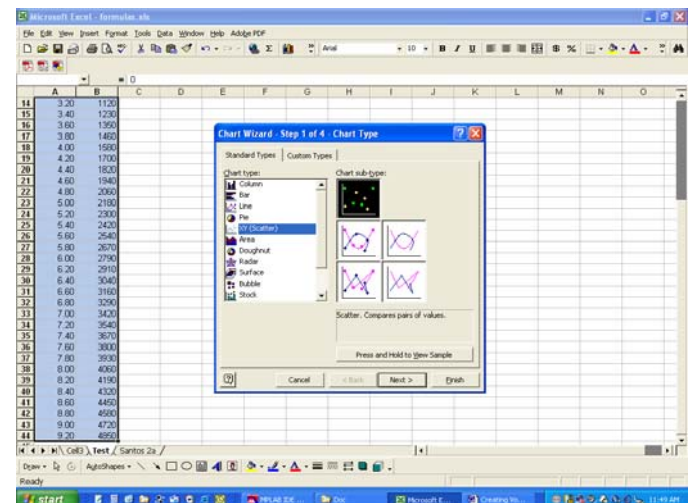 Microsoft Excel - formulas.xls
File Edit View Insert Format Tools Data Window Help Adobe PDF
Arial 10 B I U $ %
= 0
A B C D E F G H I J K L M N O
14 3.20 1120
15 3.40 1230
16 3.60 1350
17 3.80 1460
18 4.00 1580
19 4.20 1700
20 4.40 1820
21 4.60 1940
22 4.80 2060
23 5.00 2180
24 5.20 2300
25 5.40 2420
26 5.60 2540
27 5.80 2670
28 6.00 2790
29 6.20 2910
30 6.40 3040
31 6.60 3160
32 6.80 3290
33 7.00 3420
34 7.20 3540
35 7.40 3670
36 7.60 3800
37 7.80 3930
38 8.00 4060
39 8.20 4190
40 8.40 4320
41 8.60 4450
42 8.80 4580
43 9.00 4720
44 9.20 4850
Chart Wizard - Step 1 of 4 - Chart Type
Standard Types Custom Types
Chart type: Chart sub-type:
Column
Bar
Line
Pie
XY (Scatter)
Area
Doughnut
Radar
Surface
Bubble
Stock
Scatter. Compares pairs of values.
Press and Hold to View Sample
Cancel < Back Next > Finish
Cell3 Test Santos 2a
Draw AutoShapes
Ready
start MPLAB IDE ... Doc Microsoft E... Creating Wo... 11:49 AM